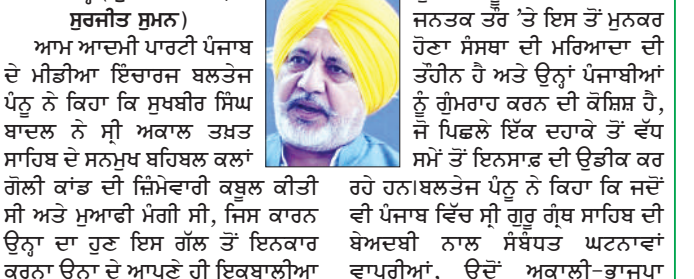 ਸੁਰਜੀਤ ਸੁਮਨ)
ਆਮ ਆਦਮੀ ਪਾਰਟੀ ਪੰਜਾਬ
ਦੇ ਮੀਡੀਆ ਇੰਚਾਰਜ ਬਲਤੇਜ
ਪੰਨੂ ਨੇ ਕਿਹਾ ਕਿ ਸੁਖਬੀਰ ਸਿੰਘ
ਬਾਦਲ ਨੇ ਸ੍ਰੀ ਅਕਾਲ ਤਖ਼ਤ
ਸਾਹਿਬ ਦੇ ਸਨਮੁਖ ਬਹਿਬਲ ਕਲਾਂ
ਗੋਲੀ ਕਾਂਡ ਦੀ ਜ਼ਿੰਮੇਵਾਰੀ ਕਬੂਲ ਕੀਤੀ
ਸੀ ਅਤੇ ਮੁਆਫੀ ਮੰਗੀ ਸੀ, ਜਿਸ ਕਾਰਨ
ਉਨ੍ਹਾ ਦਾ ਹੁਣ ਇਸ ਗੱਲ ਤੋਂ ਇਨਕਾਰ
ਕਰਨਾ ਉਨ੍ਹਾ ਦੇ ਆਪਣੇ ਹੀ ਇਕਬਾਲੀਆ
ਜਨਤਕ ਤੌਰ ’ਤੇ ਇਸ ਤੋਂ ਮੁਨਕਰ
ਹੋਣਾ ਸੰਸਥਾ ਦੀ ਮਰਿਆਦਾ ਦੀ
ਤੌਹੀਨ ਹੈ ਅਤੇ ਉਨ੍ਹਾਂ ਪੰਜਾਬੀਆਂ
ਨੂੰ ਗੁੰਮਰਾਹ ਕਰਨ ਦੀ ਕੋਸ਼ਿਸ਼ ਹੈ,
ਜੋ ਪਿਛਲੇ ਇੱਕ ਦਹਾਕੇ ਤੋਂ ਵੱਧ
ਸਮੇਂ ਤੋਂ ਇਨਸਾਫ਼ ਦੀ ਉਡੀਕ ਕਰ
ਰਹੇ ਹਨ।ਬਲਤੇਜ ਪੰਨੂ ਨੇ ਕਿਹਾ ਕਿ ਜਦੋਂ
ਵੀ ਪੰਜਾਬ ਵਿੱਚ ਸ੍ਰੀ ਗੁਰੂ ਗ੍ਰੰਥ ਸਾਹਿਬ ਦੀ
ਬੇਅਦਬੀ ਨਾਲ ਸੰਬੰਧਤ ਘਟਨਾਵਾਂ
ਵਾਪਰੀਆਂ, ਉਦੋਂ ਅਕਾਲੀ-ਭਾਜਪਾ